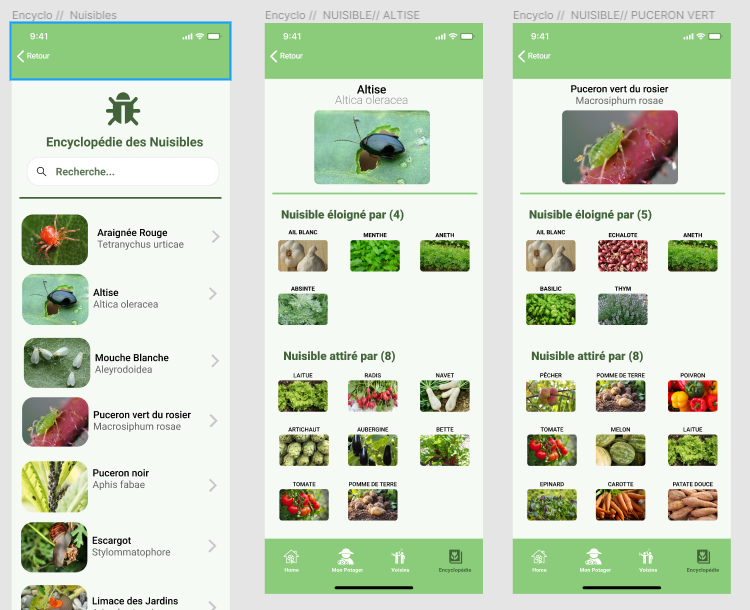 Encyclo // Nuisibles
9:41
Retour
Encyclopédie des Nuisibles
Recherche...
Araignée Rouge
Tetranychus urticae
Altise
Altica oleracea
Mouche Blanche
Aleyrodoidea
Puceron vert du rosier
Macrosiphum rosae
Puceron noir
Aphis fabae
Escargot
Stylommatophore
Limace des Jardins
Encyclo // NUISIBLE// ALTISE
9:41
Retour
Altise
Altica oleracea
Nuisible éloigné par (4)
AIL BLANC MENTHE ANETH
ABSINTE
Nuisible attiré par (8)
LAITUE RADIS NAVET
ARTICHAUT AUBERGINE BETTE
TOMATE POMME DE TERRE
Home Mon Potager Voisins Encyclopédie
Encyclo // NUISIBLE// PUCERON VERT
9:41
Retour
Puceron vert du rosier
Macrosiphum rosae
Nuisible éloigné par (5)
AIL BLANC ECHALOTE ANETH
BASILIC THYM
Nuisible attiré par (8)
PÊCHER POMME DE TERRE POIVRON
TOMATE MELON LAITUE
EPINARD CAROTTE PATATE DOUCE
Home Mon Potager Voisins Encyclopédie